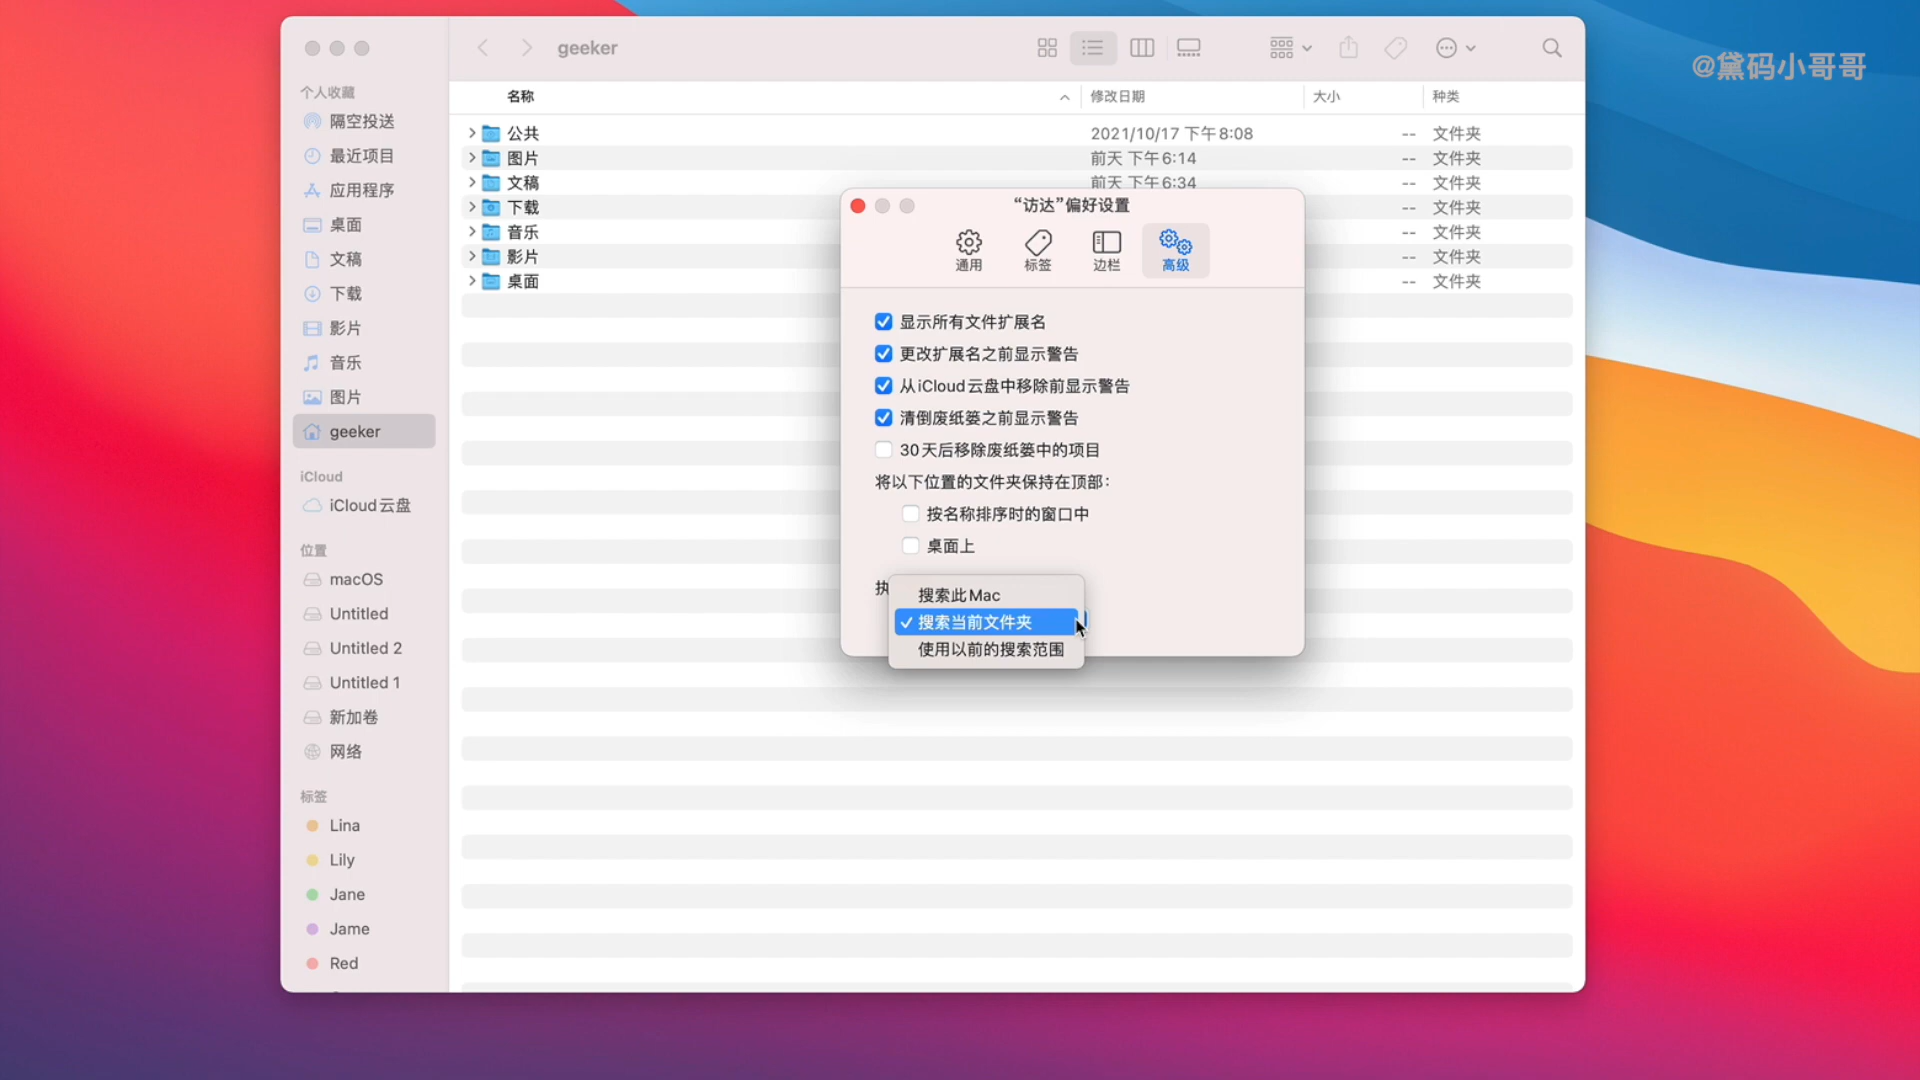 geeker
@黛码小哥哥
个人收藏
隔空投送
最近项目
应用程序
桌面
文稿
下载
影片
音乐
图片
geeker
iCloud
iCloud云盘
位置
macOS
Untitled
Untitled 2
Untitled 1
新加卷
网络
标签
Lina
Lily
Jane
Jame
Red
名称 修改日期 大小 种类
公共 2021/10/17 下午8:08 -- 文件夹
图片 前天 下午6:14 -- 文件夹
文稿 前天 下午6:34 -- 文件夹
下载 -- 文件夹
音乐 -- 文件夹
影片 -- 文件夹
桌面 -- 文件夹
“访达”偏好设置
通用 标签 边栏 高级
显示所有文件扩展名
更改扩展名之前显示警告
从iCloud云盘中移除前显示警告
清倒废纸篓之前显示警告
30天后移除废纸篓中的项目
将以下位置的文件夹保持在顶部：
按名称排序时的窗口中
桌面上
执
搜索此Mac
搜索当前文件夹
使用以前的搜索范围